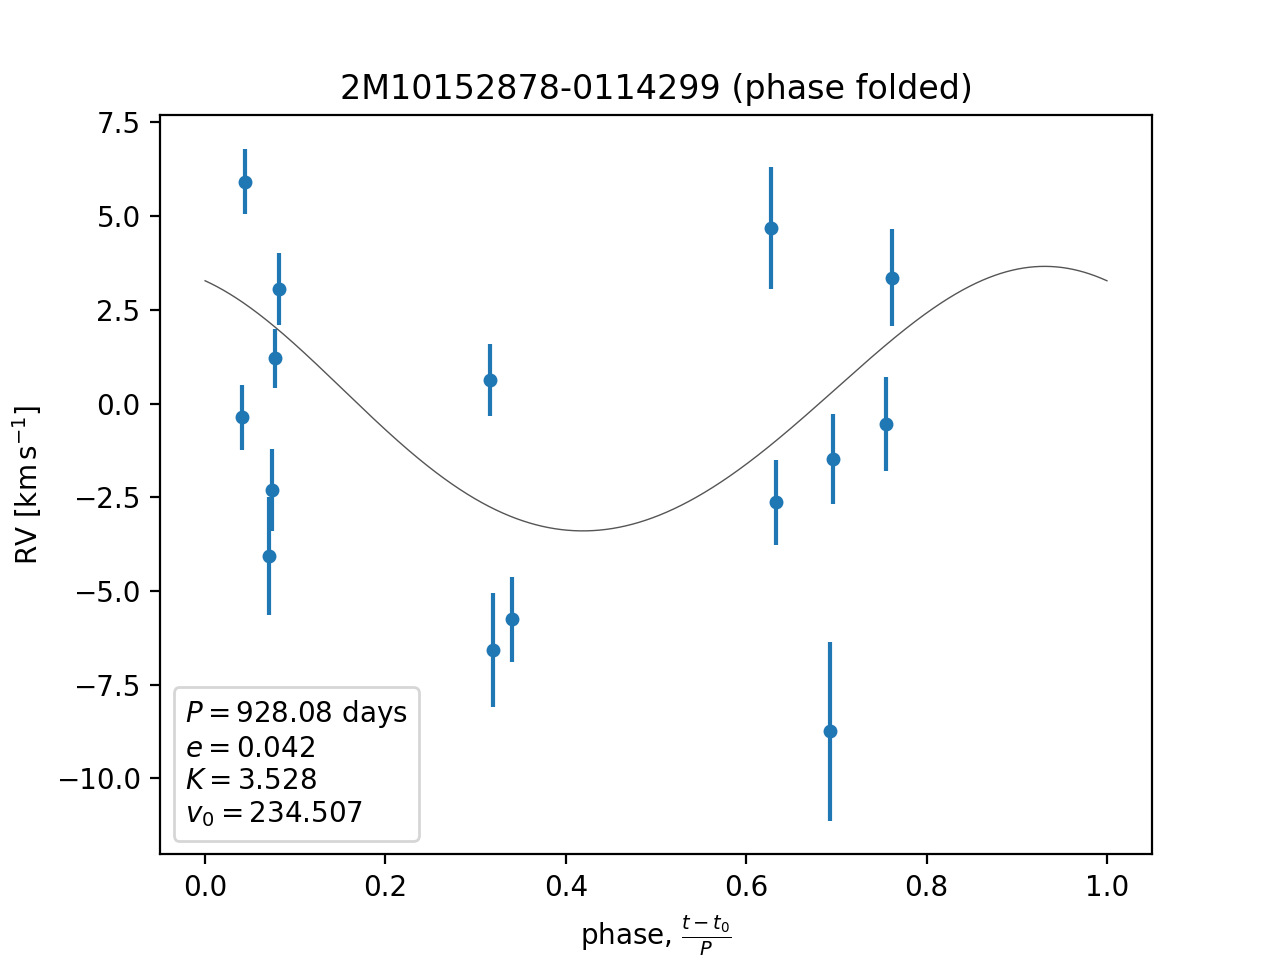 2M10152878-0114299 (phase folded)
RV [km s⁻¹]
7.5
5.0
2.5
0.0
−2.5
−5.0
−7.5
−10.0
P = 928.08 days
e = 0.042
K = 3.528
v₀ = 234.507
0.0 0.2 0.4 0.6 0.8 1.0
phase, (t − t₀)/P